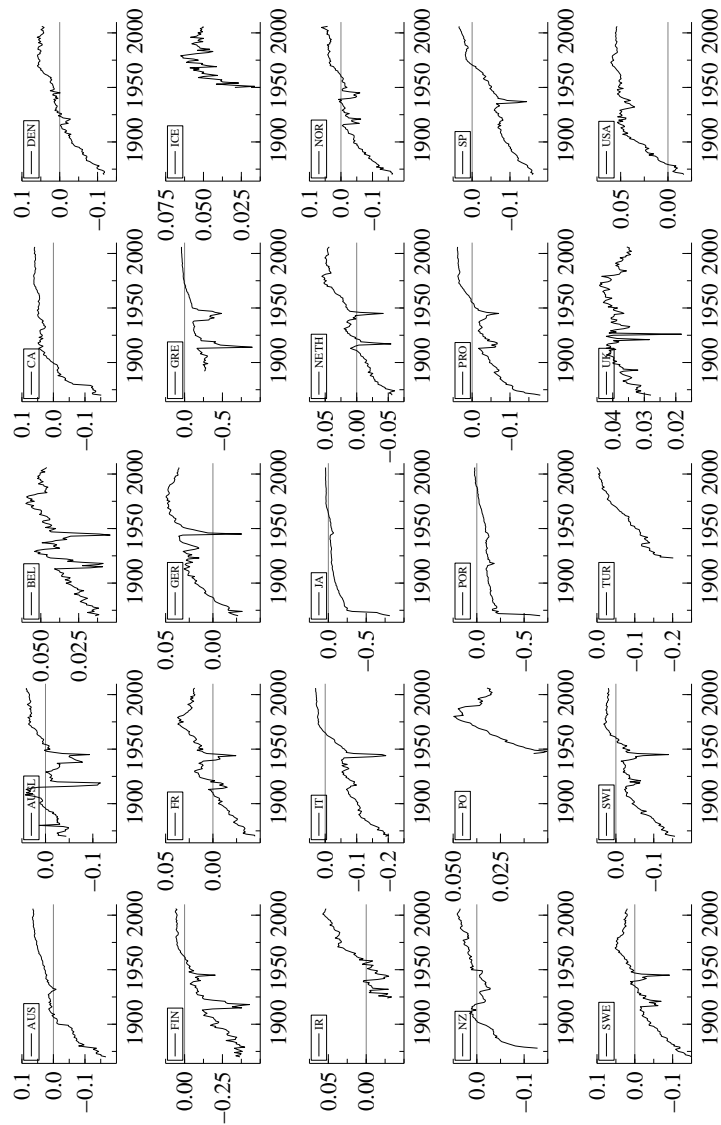 AUS
0.1
0.0
−0.1
1900 1950 2000
AUSL
0.0
−0.1
1900 1950 2000
BEL
0.050
0.025
1900 1950 2000
CA
0.1
0.0
−0.1
1900 1950 2000
DEN
0.1
0.0
−0.1
1900 1950 2000
FIN
0.00
−0.25
1900 1950 2000
FR
0.05
0.00
1900 1950 2000
GER
0.05
0.00
1900 1950 2000
GRE
0.0
−0.5
1900 1950 2000
ICE
0.075
0.050
0.025
1900 1950 2000
IR
0.05
0.00
1900 1950 2000
IT
0.0
−0.1
−0.2
1900 1950 2000
JA
0.0
−0.5
1900 1950 2000
NETH
0.05
0.00
−0.05
1900 1950 2000
NOR
0.1
0.0
−0.1
1900 1950 2000
NZ
0.0
−0.1
1900 1950 2000
PO
0.050
0.025
1900 1950 2000
POR
0.0
−0.5
1900 1950 2000
PRO
0.0
−0.1
1900 1950 2000
SP
0.0
−0.1
1900 1950 2000
SWE
0.1
0.0
−0.1
1900 1950 2000
SWI
0.0
−0.1
1900 1950 2000
TUR
0.0
−0.1
−0.2
1900 1950 2000
UK
0.04
0.03
0.02
1900 1950 2000
USA
0.05
0.00
1900 1950 2000